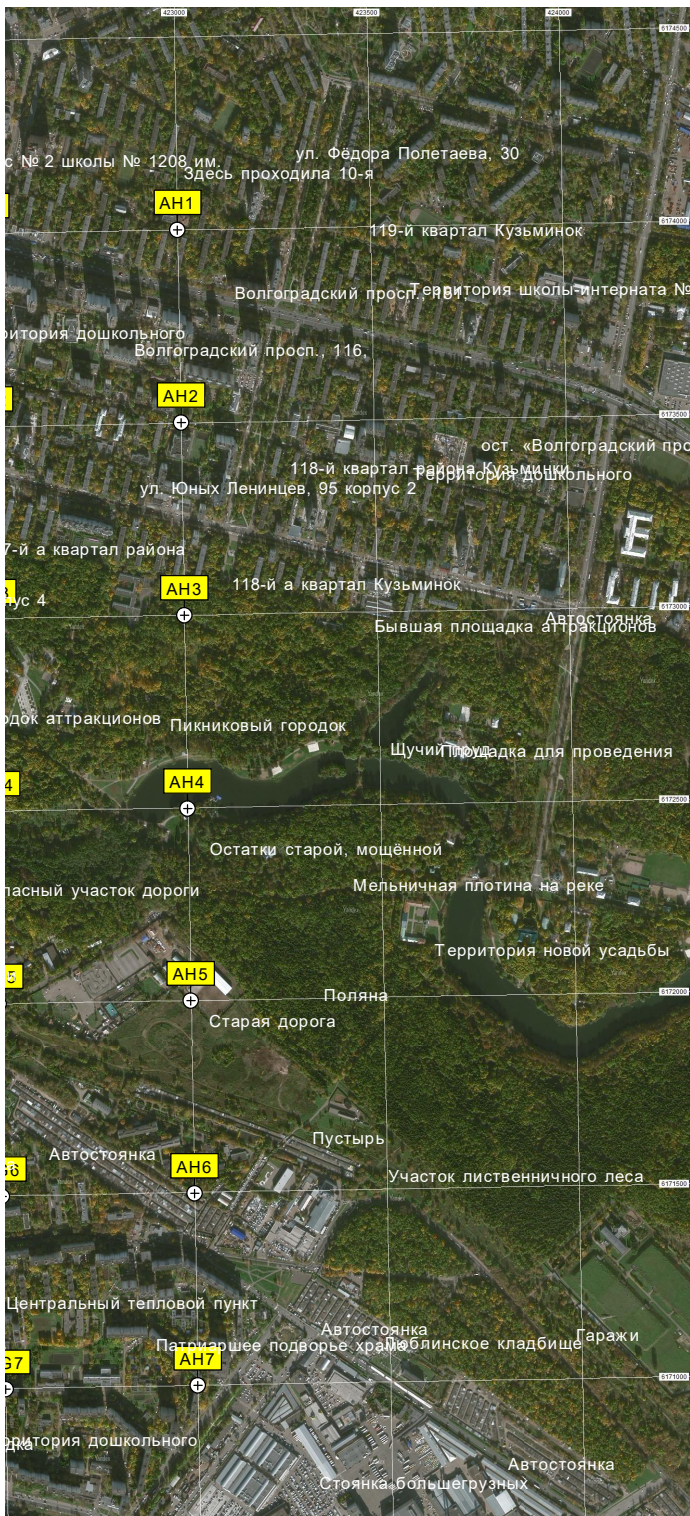 423000
423500
424000
6174500
ул. Фёдора Полетаева, 30
с № 2 школы № 1208 им.
Здесь проходила 10-я
АН1
6174000
119-й квартал Кузьминок
Территория школы-интерната №
Волгоградский просп.,
ритория дошкольного
Волгоградский просп., 116,
АН2
6173500
ост. «Волгоградский про
118-й квартал района Кузьминки
Территория дошкольного
ул. Юных Ленинцев, 95 корпус 2
7-й а квартал района
118-й а квартал Кузьминок
АН3
пус 4
6173000
Автостоянка
Бывшая площадка аттракционов
одок аттракционов
Пикниковый городок
Щучий пруд
Площадка для проведения
4
АН4
6172500
Остатки старой, мощённой
Мельничная плотина на реке
пасный участок дороги
Территория новой усадьбы
5
АН5
Поляна
6172000
Старая дорога
Пустырь
Автостоянка
G6
АН6
Участок лиственничного леса
6171500
Центральный тепловой пункт
Автостоянка
Гаражи
Патриаршее подворье храма
Люблинское кладбище
G7
АН7
6171000
рритория дошкольного
дка
Автостоянка
Стоянка большегрузных